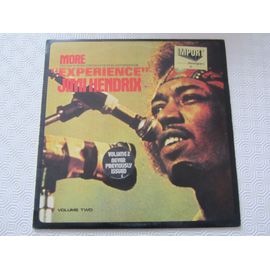 MORE
"EXPERIENCE"
JIMI HENDRIX
IMPORT
VOLUME 2
NEVER
PREVIOUSLY
ISSUED
VOLUME TWO